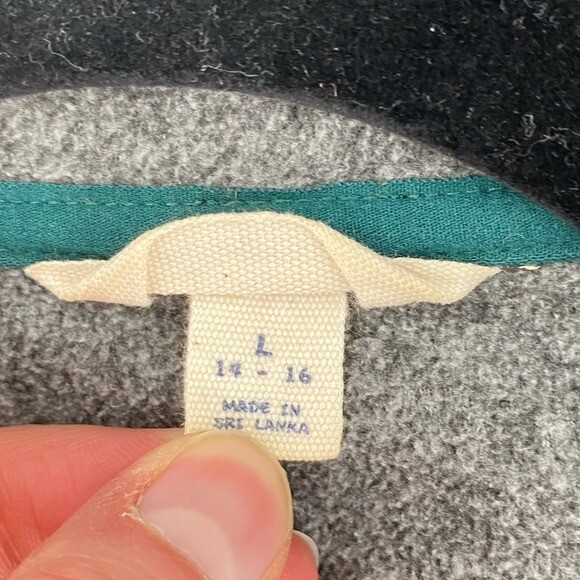 L
14 - 16
MADE IN
SRI LANKA